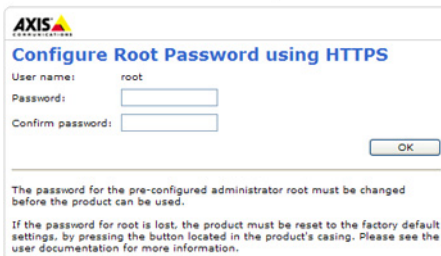 AXIS
COMMUNICATIONS
Configure Root Password using HTTPS
User name: root
Password:
Confirm password:
OK
The password for the pre-configured administrator root must be changed
before the product can be used.
If the password for root is lost, the product must be reset to the factory default
settings, by pressing the button located in the product's casing. Please see the
user documentation for more information.